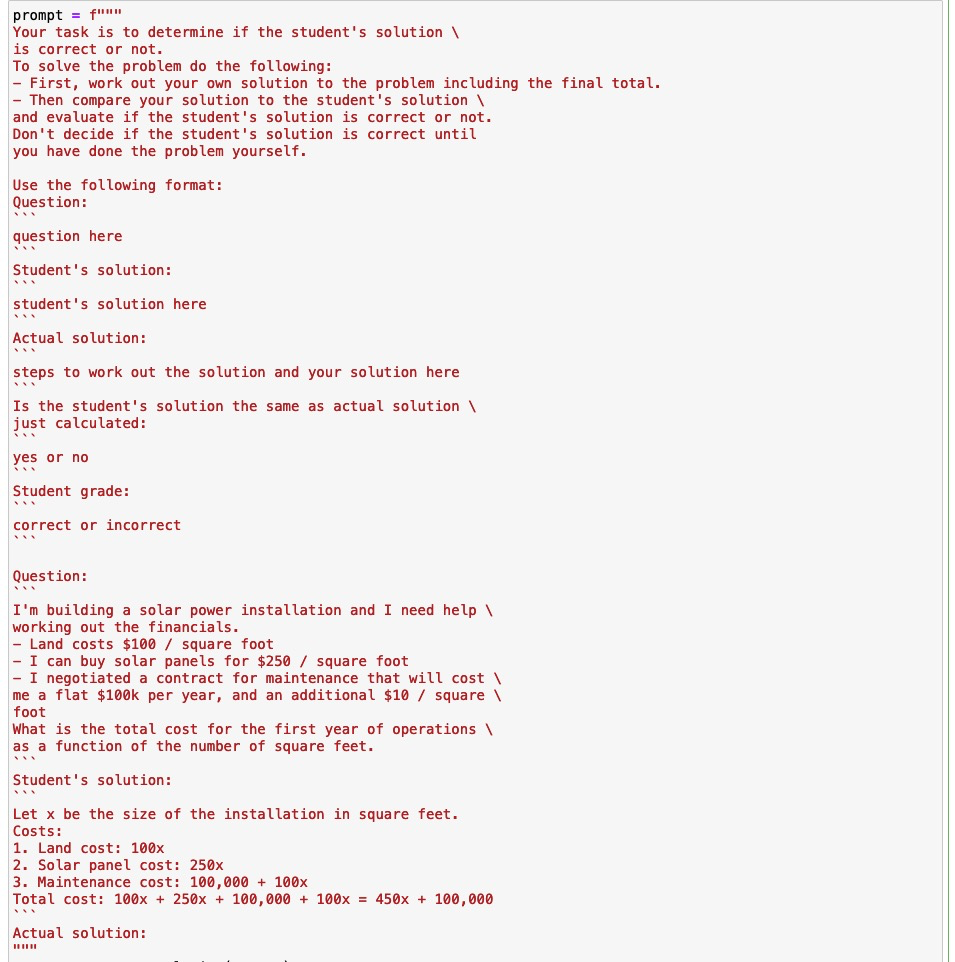 prompt = f"""
Your task is to determine if the student's solution \
is correct or not.
To solve the problem do the following:
- First, work out your own solution to the problem including the final total.
- Then compare your solution to the student's solution \
and evaluate if the student's solution is correct or not.
Don't decide if the student's solution is correct until
you have done the problem yourself.

Use the following format:
Question:
```
question here
```
Student's solution:
```
student's solution here
```
Actual solution:
```
steps to work out the solution and your solution here
```
Is the student's solution the same as actual solution \
just calculated:
```
yes or no
```
Student grade:
```
correct or incorrect
```

Question:
```
I'm building a solar power installation and I need help \
working out the financials.
- Land costs $100 / square foot
- I can buy solar panels for $250 / square foot
- I negotiated a contract for maintenance that will cost \
me a flat $100k per year, and an additional $10 / square \
foot
What is the total cost for the first year of operations \
as a function of the number of square feet.
```
Student's solution:
```
Let x be the size of the installation in square feet.
Costs:
1. Land cost: 100x
2. Solar panel cost: 250x
3. Maintenance cost: 100,000 + 100x
Total cost: 100x + 250x + 100,000 + 100x = 450x + 100,000
```
Actual solution:
"""